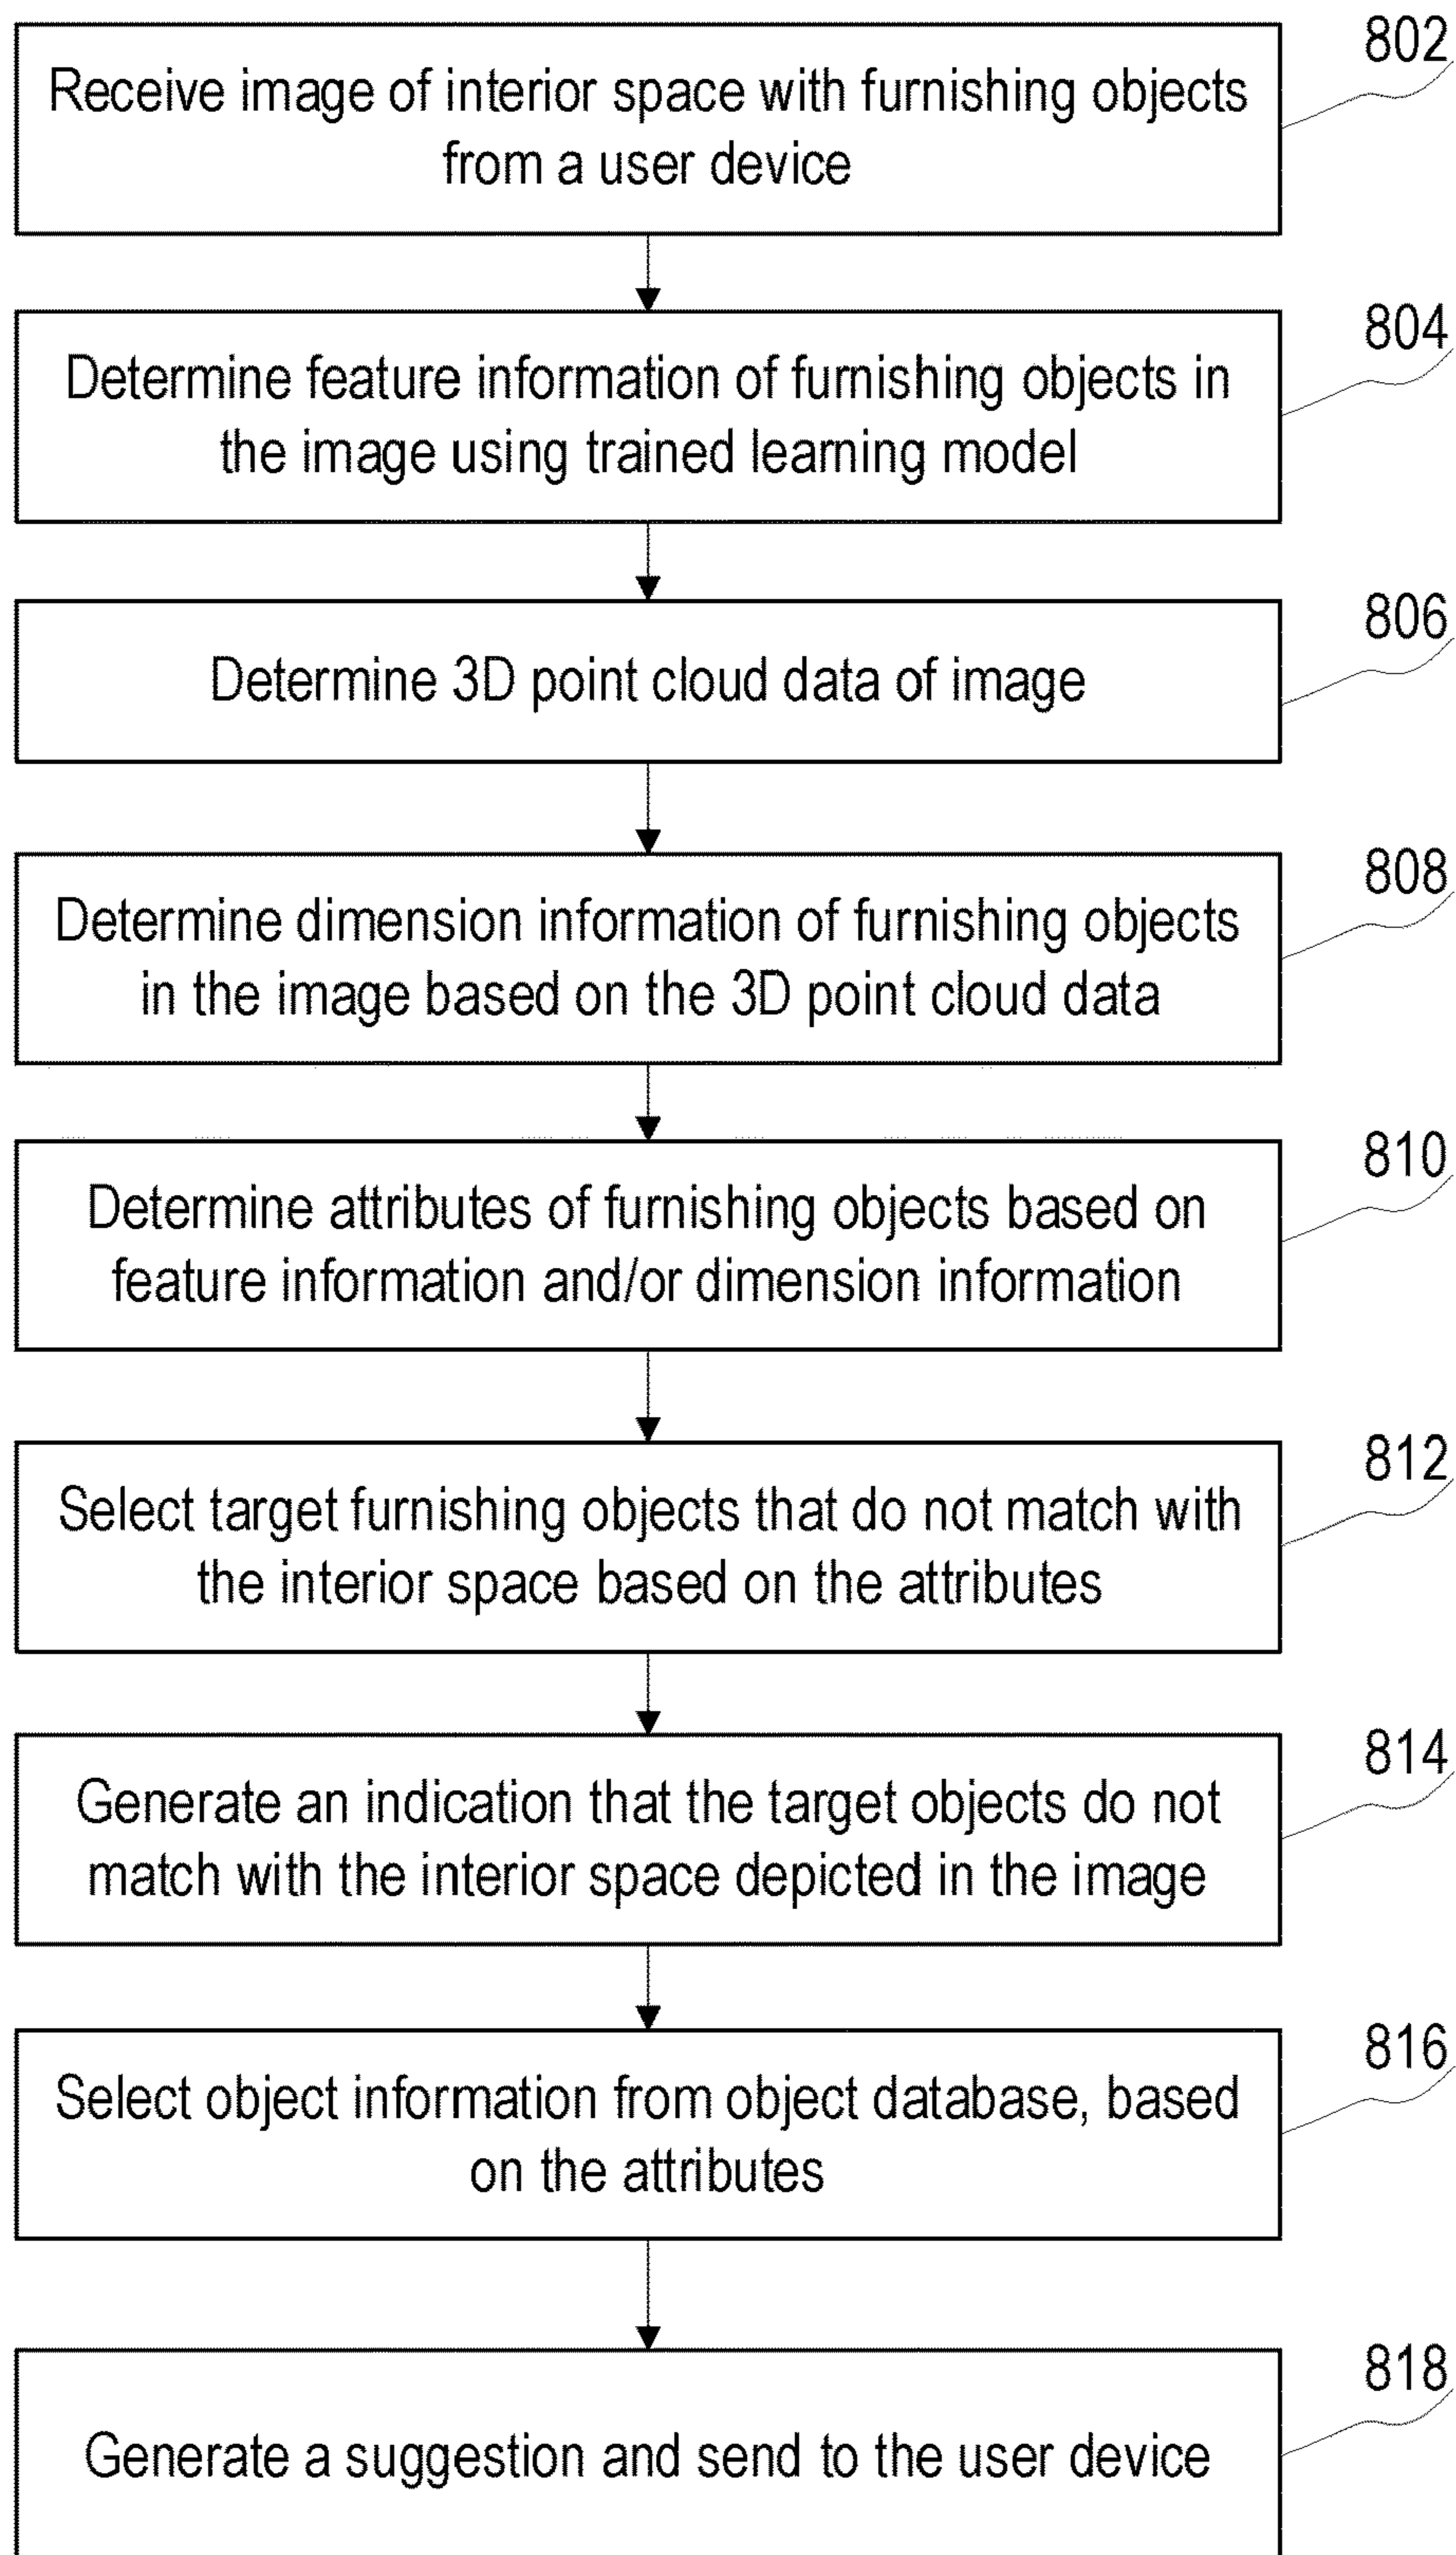 802
Receive image of interior space with furnishing objects
from a user device
804
Determine feature information of furnishing objects in
the image using trained learning model
806
Determine 3D point cloud data of image
808
Determine dimension information of furnishing objects
in the image based on the 3D point cloud data
810
Determine attributes of furnishing objects based on
feature information and/or dimension information
812
Select target furnishing objects that do not match with
the interior space based on the attributes
814
Generate an indication that the target objects do not
match with the interior space depicted in the image
816
Select object information from object database, based
on the attributes
818
Generate a suggestion and send to the user device